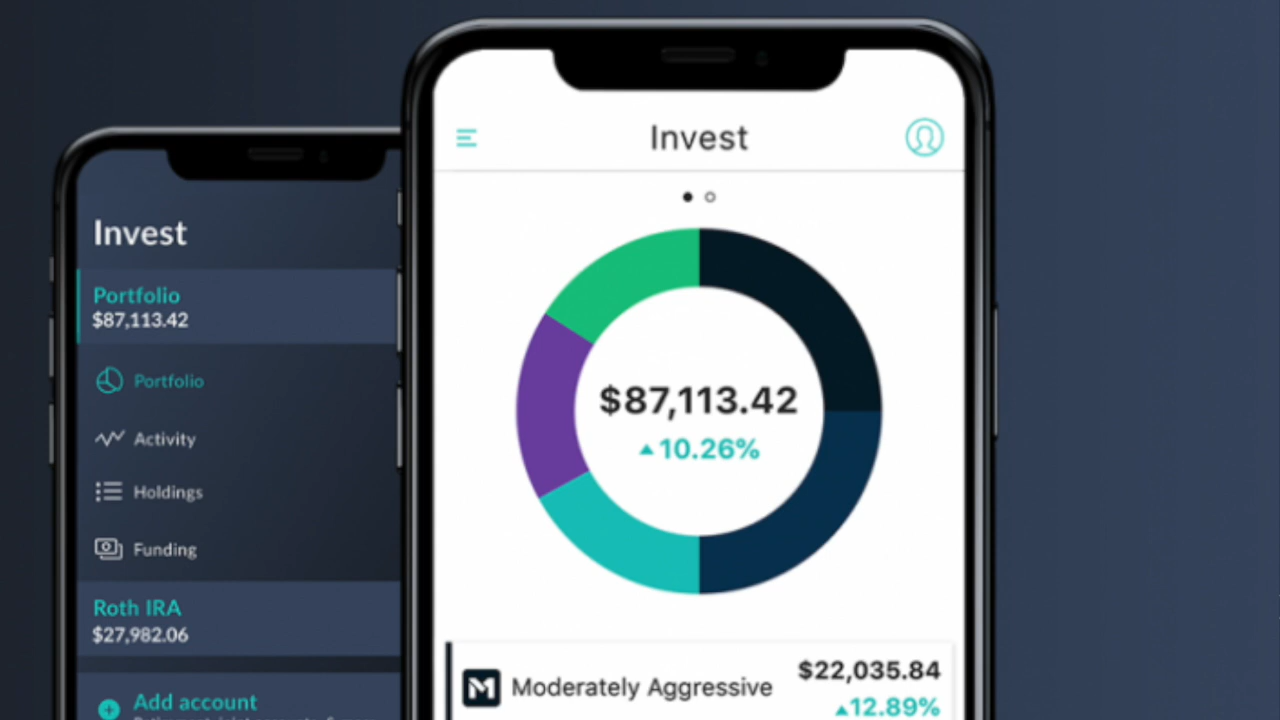 Invest
Portfolio
$87,113.42
Portfolio
Activity
Holdings
Funding
Roth IRA
$27,982.06
Add account
Invest
$87,113.42
▲10.26%
Moderately Aggressive
$22,035.84
▲12.89%